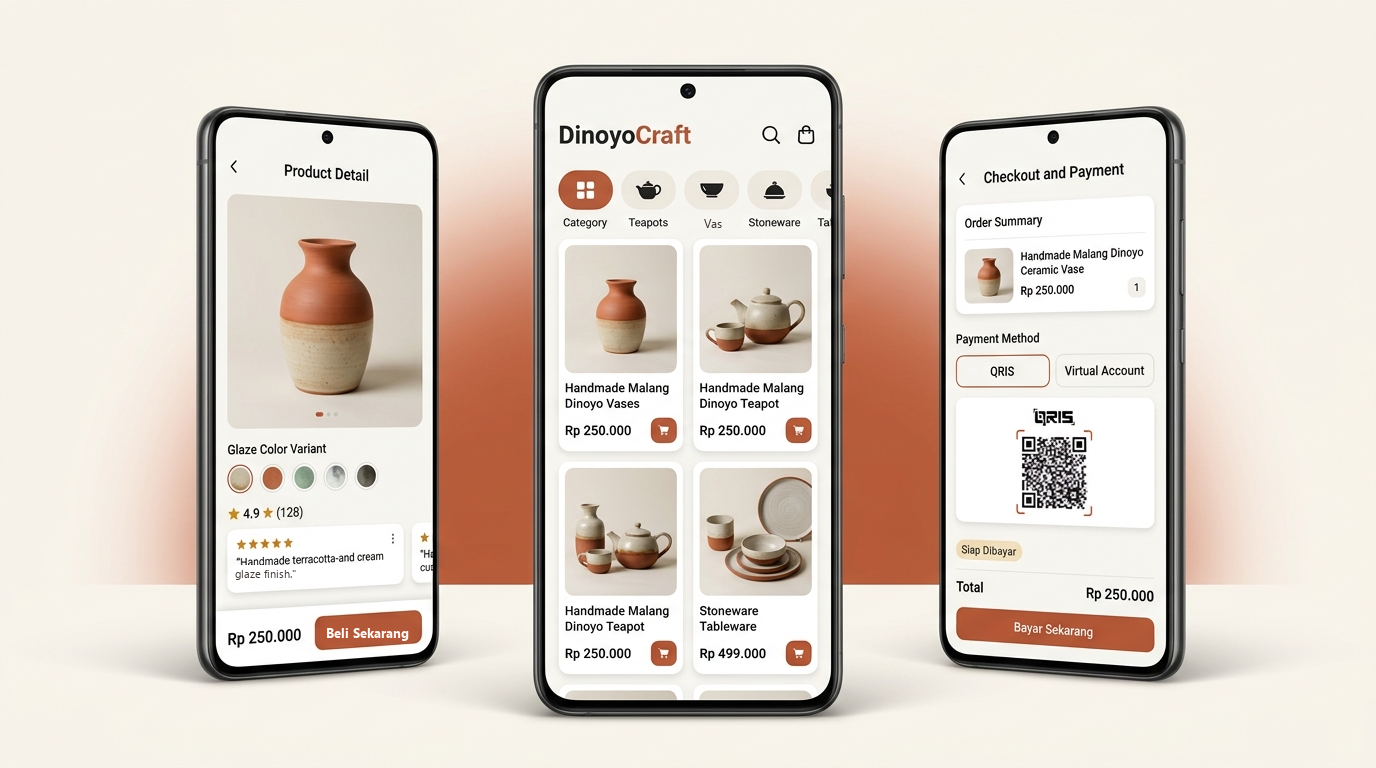 Product Detail
Glaze Color Variant
4.9 (128)
"Handmade terracotta-and cream
glaze finish."
"Ha
Rp 250.000
Beli Sekarang
DinoyoCraft
Category
Teapots
Vas
Stoneware
Handmade Malang
Dinoyo Vases
Rp 250.000
Handmade Malang
Dinoyo Teapot
Rp 250.000
Handmade Malang
Dinoyo Teapot
Rp 250.000
Stoneware
Tableware
Rp 499.000
Checkout and Payment
Order Summary
Handmade Malang Dinoyo
Ceramic Vase
Rp 250.000
1
Payment Method
QRIS
Virtual Account
QRIS
Siap Dibayar
Total
Rp 250.000
Bayar Sekarang